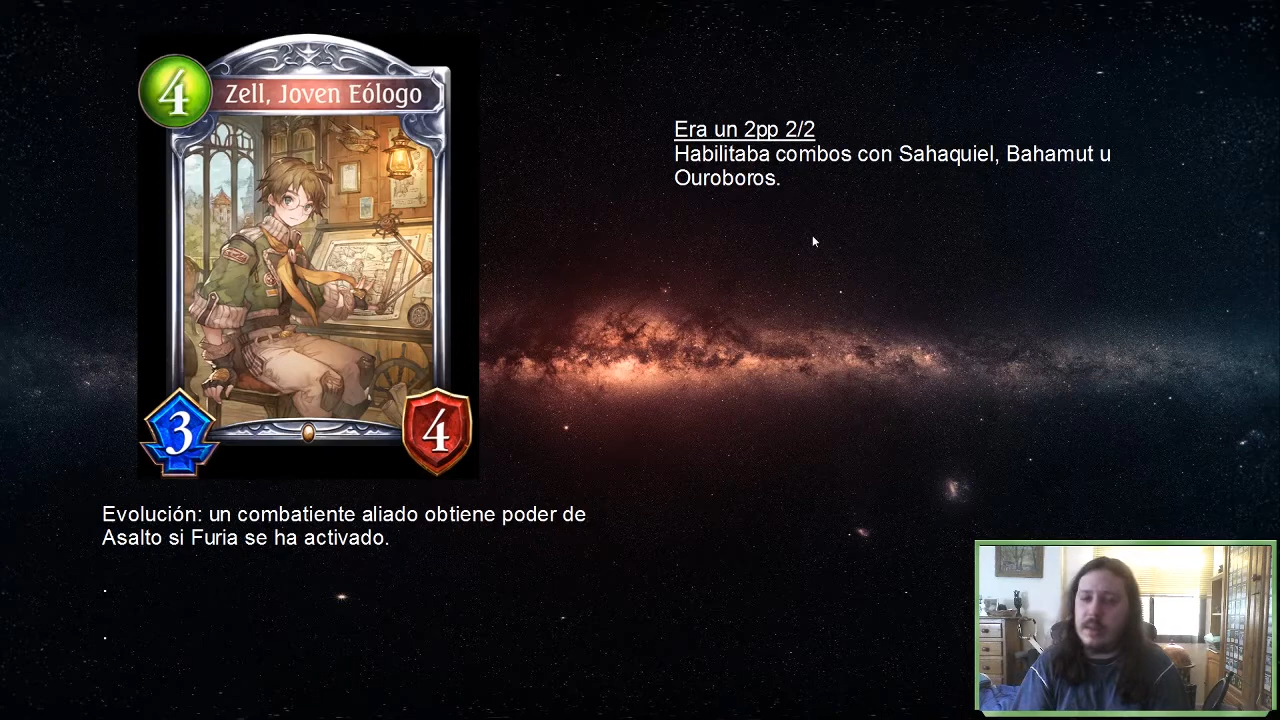 4
Zell, Joven Eólogo
3
4
Era un 2pp 2/2
Habilitaba combos con Sahaquiel, Bahamut u
Ouroboros.
Evolución: un combatiente aliado obtiene poder de
Asalto si Furia se ha activado.
.
.